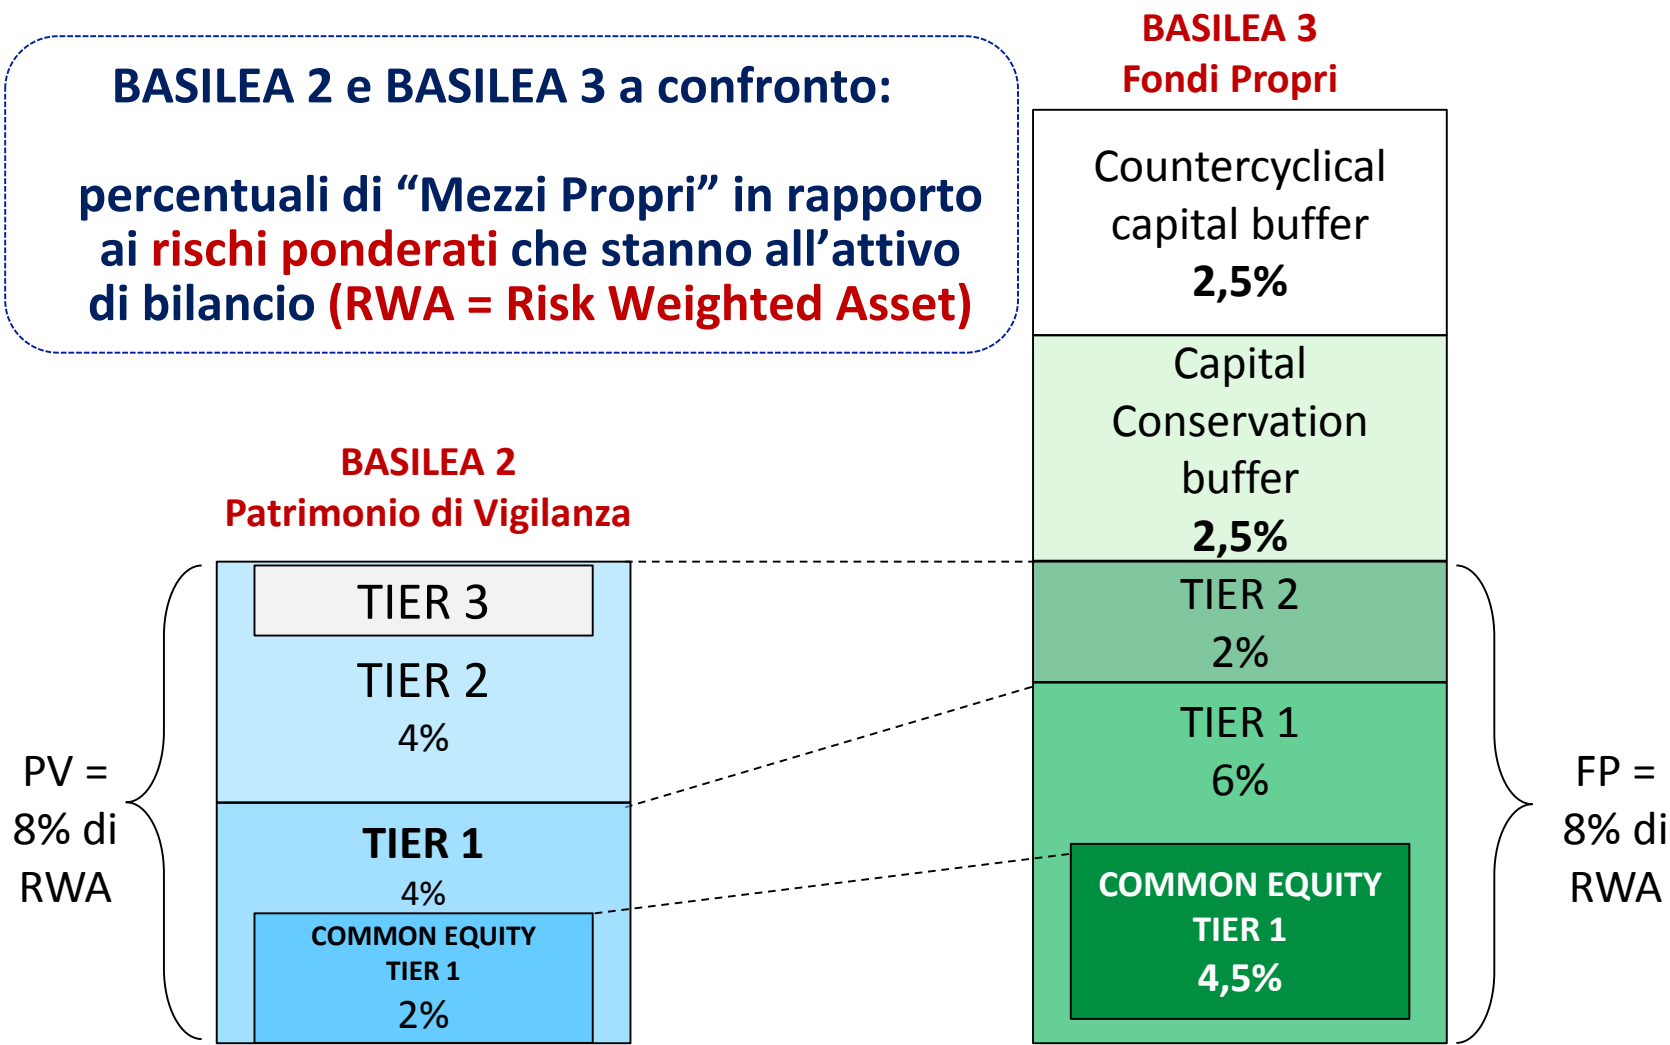 BASILEA 2 e BASILEA 3 a confronto:
percentuali di “Mezzi Propri” in rapporto
ai rischi ponderati che stanno all’attivo
di bilancio (RWA = Risk Weighted Asset)
BASILEA 2
Patrimonio di Vigilanza
TIER 3
TIER 2
4%
TIER 1
4%
COMMON EQUITY
TIER 1
2%
PV =
8% di
RWA
BASILEA 3
Fondi Propri
Countercyclical
capital buffer
2,5%
Capital
Conservation
buffer
2,5%
TIER 2
2%
TIER 1
6%
COMMON EQUITY
TIER 1
4,5%
FP =
8% di
RWA